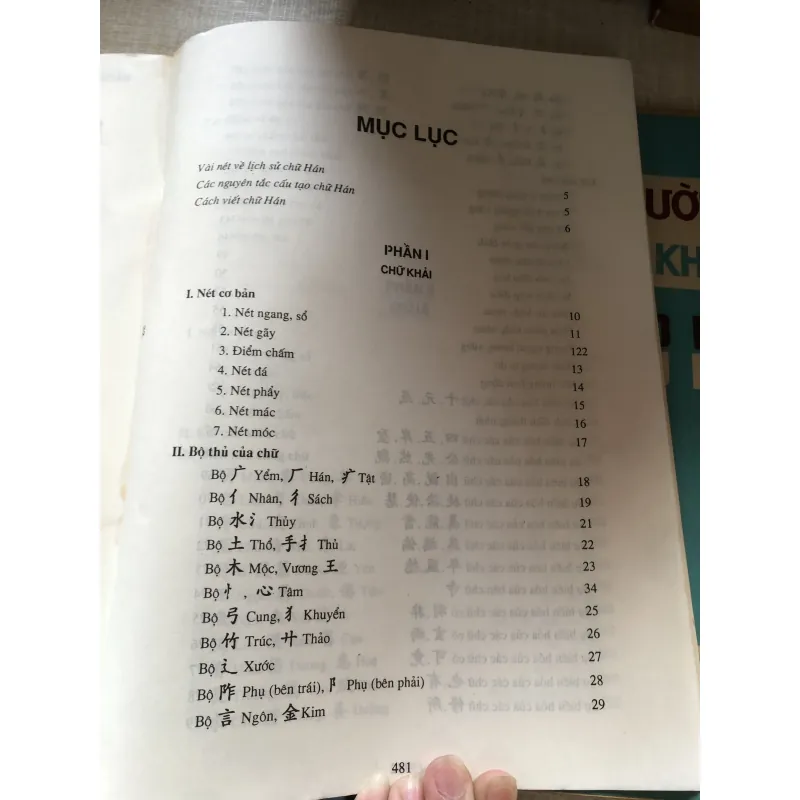 MỤC LỤC
Vài nét về lịch sử chữ Hán 5
Các nguyên tắc cấu tạo chữ Hán 5
Cách viết chữ Hán 6
PHẦN I
CHỮ KHẢI
I. Nét cơ bản 10
1. Nét ngang, sổ 11
2. Nét gãy 122
3. Điểm chấm 13
4. Nét đá 14
5. Nét phẩy 15
6. Nét mác 16
7. Nét móc 17
II. Bộ thủ của chữ
Bộ 广 Yểm, 厂 Hán, 疒 Tật 18
Bộ 亻 Nhân, 彳 Sách 19
Bộ 水 氵 Thủy 21
Bộ 土 Thổ, 手 扌 Thủ 22
Bộ 木 Mộc, Vương 王 23
Bộ 忄, 心 Tâm 34
Bộ 弓 Cung, 犭 Khuyển 25
Bộ 竹 Trúc, 艹 Thảo 26
Bộ 辶 Xước 27
Bộ 阼 Phụ (bên trái), 阝 Phụ (bên phải) 28
Bộ 言 Ngôn, 金 Kim 29
481
ƯỜ
KH